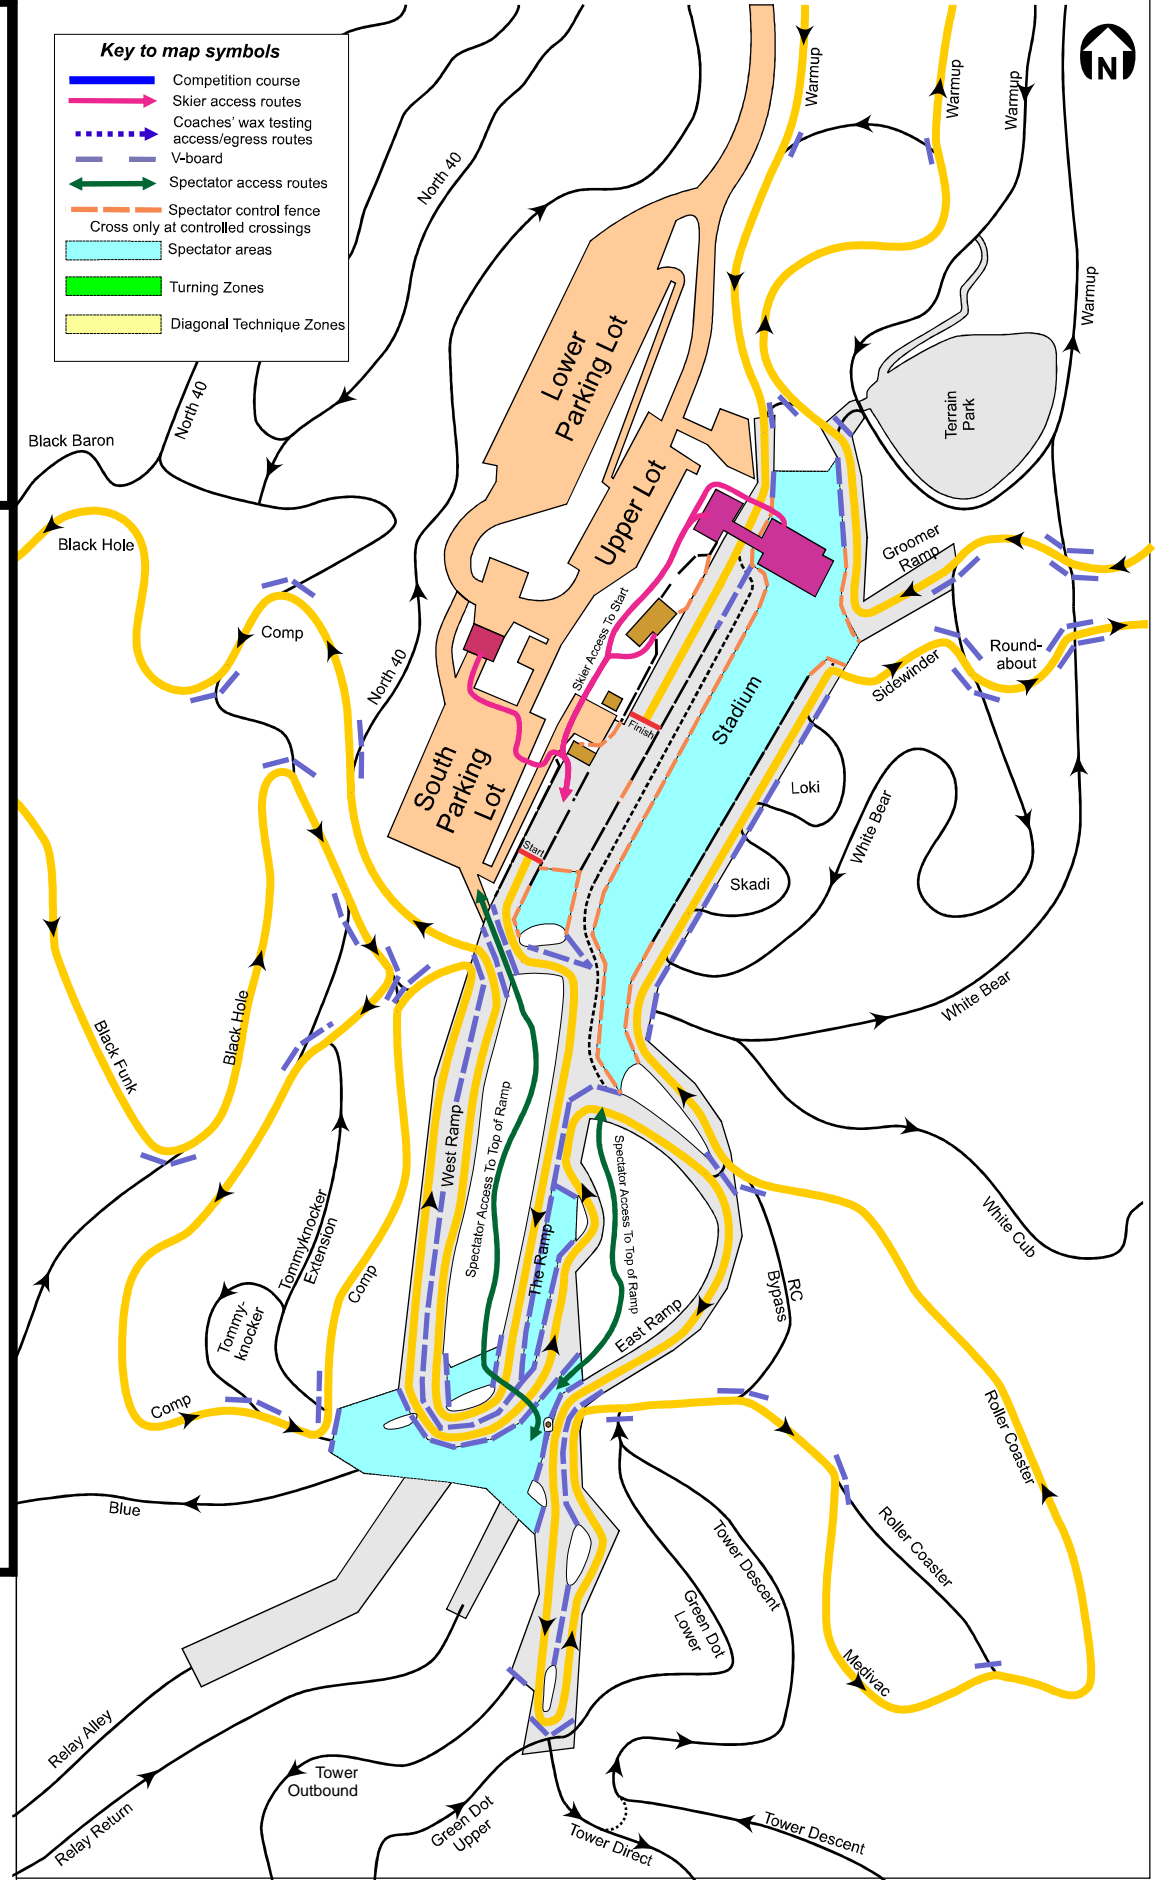 Key to map symbols
Competition course
Skier access routes
Coaches' wax testing
access/egress routes
V-board
Spectator access routes
Spectator control fence
Cross only at controlled crossings
Spectator areas
Turning Zones
Diagonal Technique Zones
N
Warmup
Warmup
Warmup
Warmup
North 40
North 40
North 40
Black Baron
Black Hole
Comp
Lower
Parking Lot
Upper Lot
Terrain
Park
Groomer
Ramp
Round-
about
Sidewinder
Skier Access To Start
Finish
Stadium
South
Parking
Lot
Start
Loki
Skadi
White Bear
White Bear
White Cub
Black Funk
Black Hole
West Ramp
Spectator Access To Top of Ramp
Spectator Access To Top of Ramp
The Ramp
East Ramp
RC
Bypass
Tommyknocker
Extension
Tommy-
knocker
Comp
Comp
Blue
Roller Coaster
Roller Coaster
Medivac
Tower Descent
Green Dot
Lower
Relay Alley
Relay Return
Tower
Outbound
Green Dot
Upper
Tower Direct
Tower Descent